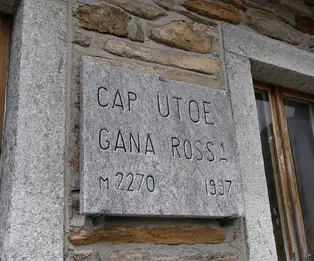 CAP UTOE
GANA ROSSA
M 2270 1937